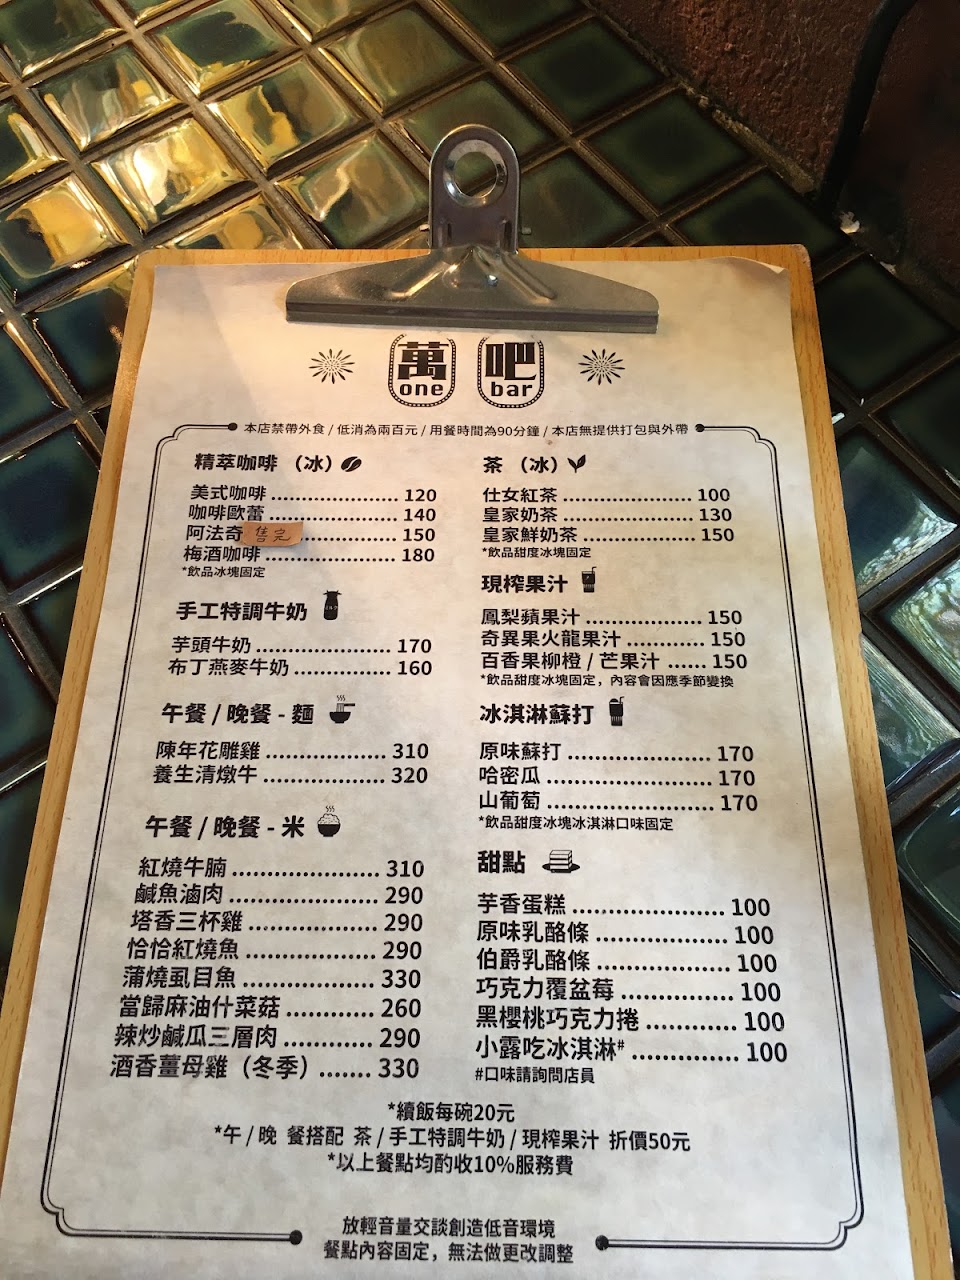 萬 吧
one bar
本店禁帶外食 / 低消為兩百元 / 用餐時間為90分鐘 / 本店無提供打包與外帶
精萃咖啡 （冰）
美式咖啡 ........................ 120
咖啡歐蕾 ........................ 140
阿法奇 售完 ........................ 150
梅酒咖啡 ........................ 180
*飲品冰塊固定
手工特調牛奶
芋頭牛奶 ........................ 170
布丁燕麥牛奶 .................. 160
午餐 / 晚餐 - 麵
陳年花雕雞 ...................... 310
養生清燉牛 ...................... 320
午餐 / 晚餐 - 米
紅燒牛腩 ........................ 310
鹹魚滷肉 ........................ 290
塔香三杯雞 ...................... 290
恰恰紅燒魚 ...................... 290
蒲燒虱目魚 ...................... 330
當歸麻油什菜菇 ............... 260
辣炒鹹瓜三層肉 ............. 290
酒香薑母雞（冬季）....... 330
茶 （冰）
仕女紅茶 ........................ 100
皇家奶茶 ........................ 130
皇家鮮奶茶 ...................... 150
*飲品甜度冰塊固定
現榨果汁
鳳梨蘋果汁 ...................... 150
奇異果火龍果汁 ............... 150
百香果柳橙 / 芒果汁 ...... 150
*飲品甜度冰塊固定，內容會因應季節變換
冰淇淋蘇打
原味蘇打 ........................ 170
哈密瓜 ........................... 170
山葡萄 ........................... 170
*飲品甜度冰塊冰淇淋口味固定
甜點
芋香蛋糕 ........................ 100
原味乳酪條 .................... 100
伯爵乳酪條 .................... 100
巧克力覆盆莓 ................. 100
黑櫻桃巧克力捲 ............. 100
小露吃冰淇淋# ............... 100
#口味請詢問店員
*續飯每碗20元
*午 / 晚 餐搭配 茶 / 手工特調牛奶 / 現榨果汁 折價50元
*以上餐點均酌收10%服務費
放輕音量交談創造低音環境
餐點內容固定，無法做更改調整